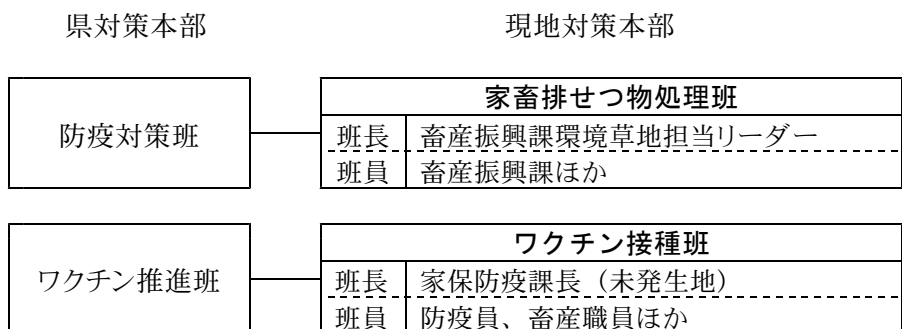 県対策本部 現地対策本部
家畜排せつ物処理班
防疫対策班 班長 畜産振興課環境草地担当リーダー
班員 畜産振興課ほか
ワクチン接種班
ワクチン推進班 班長 家保防疫課長（未発生地）
班員 防疫員、畜産職員ほか